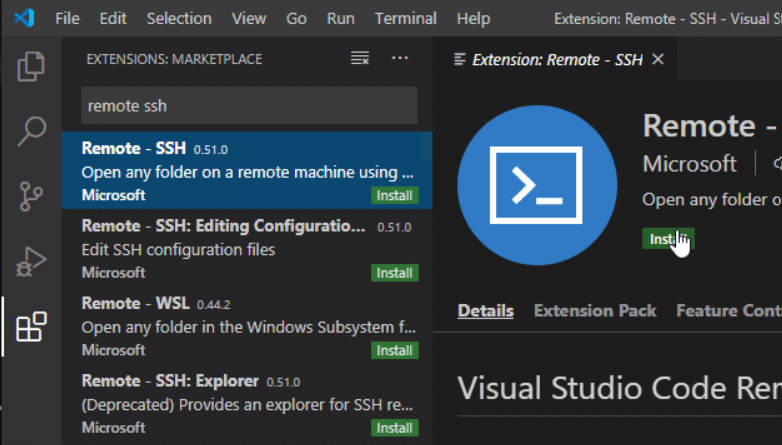 File Edit Selection View Go Run Terminal Help Extension: Remote - SSH - Visual
EXTENSIONS: MARKETPLACE
remote ssh
Remote - SSH 0.51.0
Open any folder on a remote machine using ...
Microsoft Install
Remote - SSH: Editing Configuratio... 0.51.0
Edit SSH configuration files
Microsoft Install
Remote - WSL 0.44.2
Open any folder in the Windows Subsystem f...
Microsoft Install
Remote - SSH: Explorer 0.51.0
(Deprecated) Provides an explorer for SSH re...
Microsoft Install
Extension: Remote - SSH
Remote -
Microsoft
Open any folder o
Install
Details Extension Pack Feature Cont
Visual Studio Code Rem